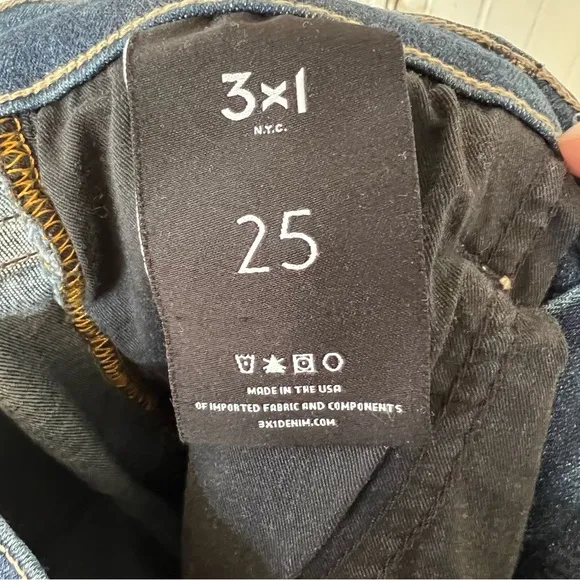 3x1
N.Y.C.
25
MADE IN THE USA
OF IMPORTED FABRIC AND COMPONENTS
3X1DENIM.COM